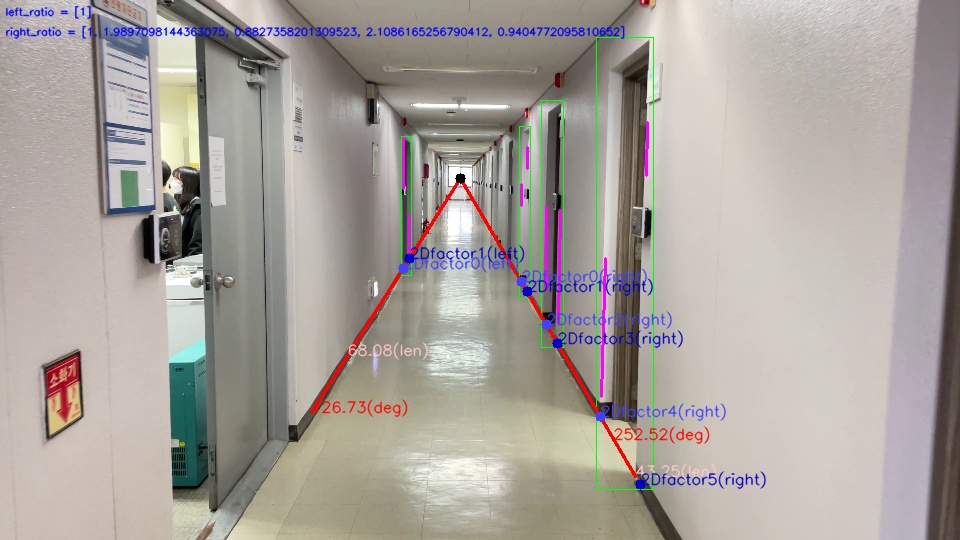 left_ratio = [1]
right_ratio = [1, 1.9897098144363075, 0.8827358201309523, 2.1086165256790412, 0.9404772095810652]
2Dfactor1(left)
2Dfactor0(left)
2Dfactor0(right)
2Dfactor1(right)
2Dfactor2(right)
2Dfactor3(right)
68.08(len)
소화기
26.73(deg)
2Dfactor4(right)
252.52(deg)
43.25(len)
2Dfactor5(right)